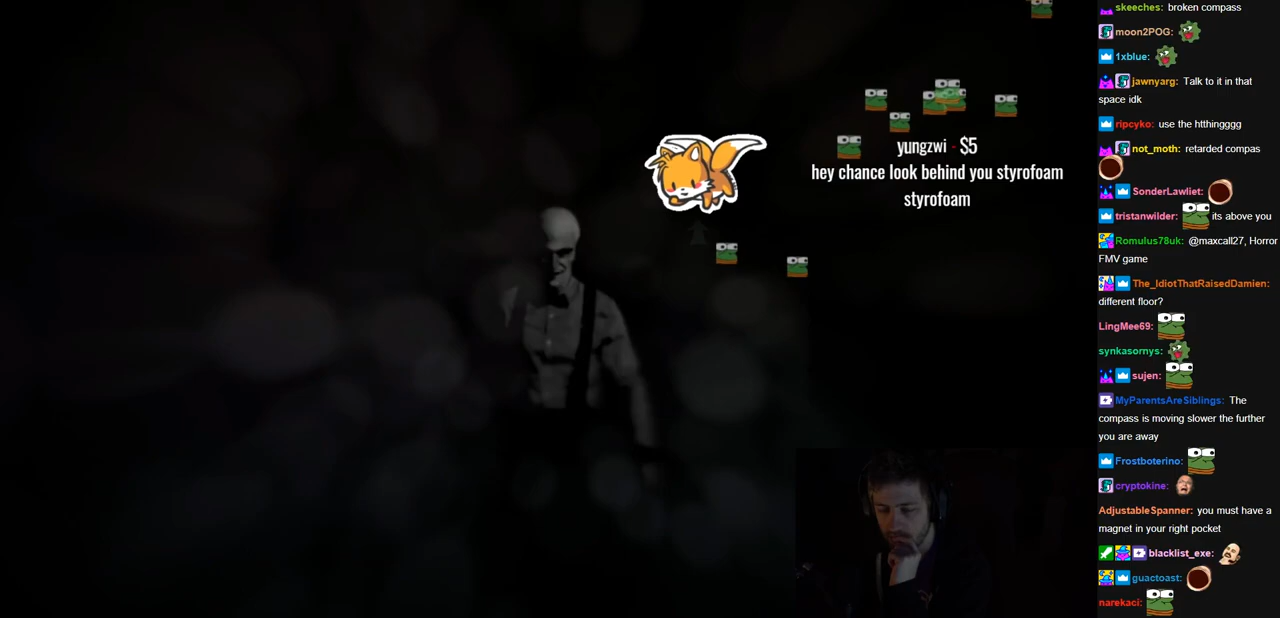 yungzwi - $5
hey chance look behind you styrofoam
styrofoam
skeeches: broken compass
moon2POG:
1xblue:
jawnyarg: Talk to it in that
space idk
ripcyko: use the htthingggg
not_moth: retarded compas
SonderLawliet:
tristanwilder: its above you
Romulus78uk: @maxcall27, Horror
FMV game
The_IdiotThatRaisedDamien:
different floor?
LingMee69:
synkasornys:
sujen:
MyParentsAreSiblings: The
compass is moving slower the further
you are away
Frostboterino:
cryptokine:
AdjustableSpanner: you must have a
magnet in your right pocket
blacklist_exe:
guactoast:
narekaci: